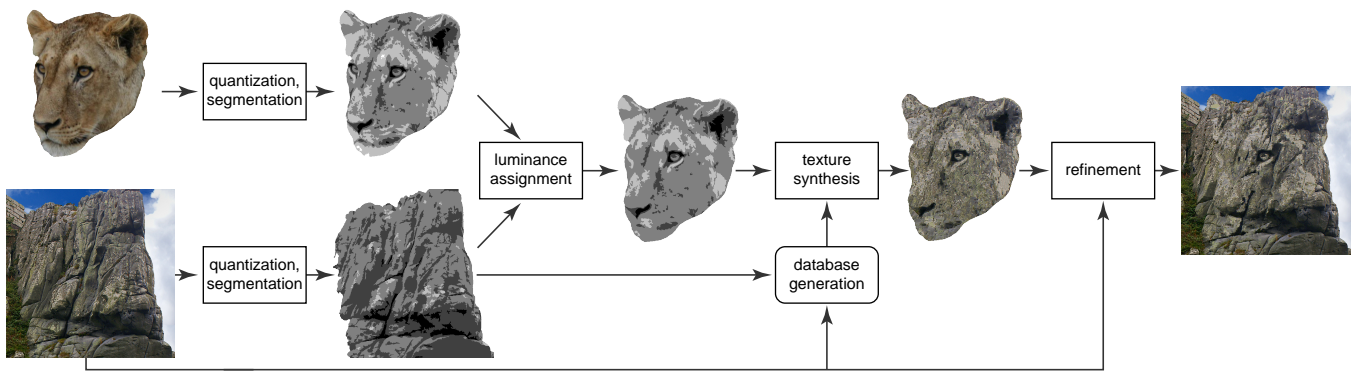 quantization,
segmentation
luminance
assignment
texture
synthesis
refinement
quantization,
segmentation
database
generation